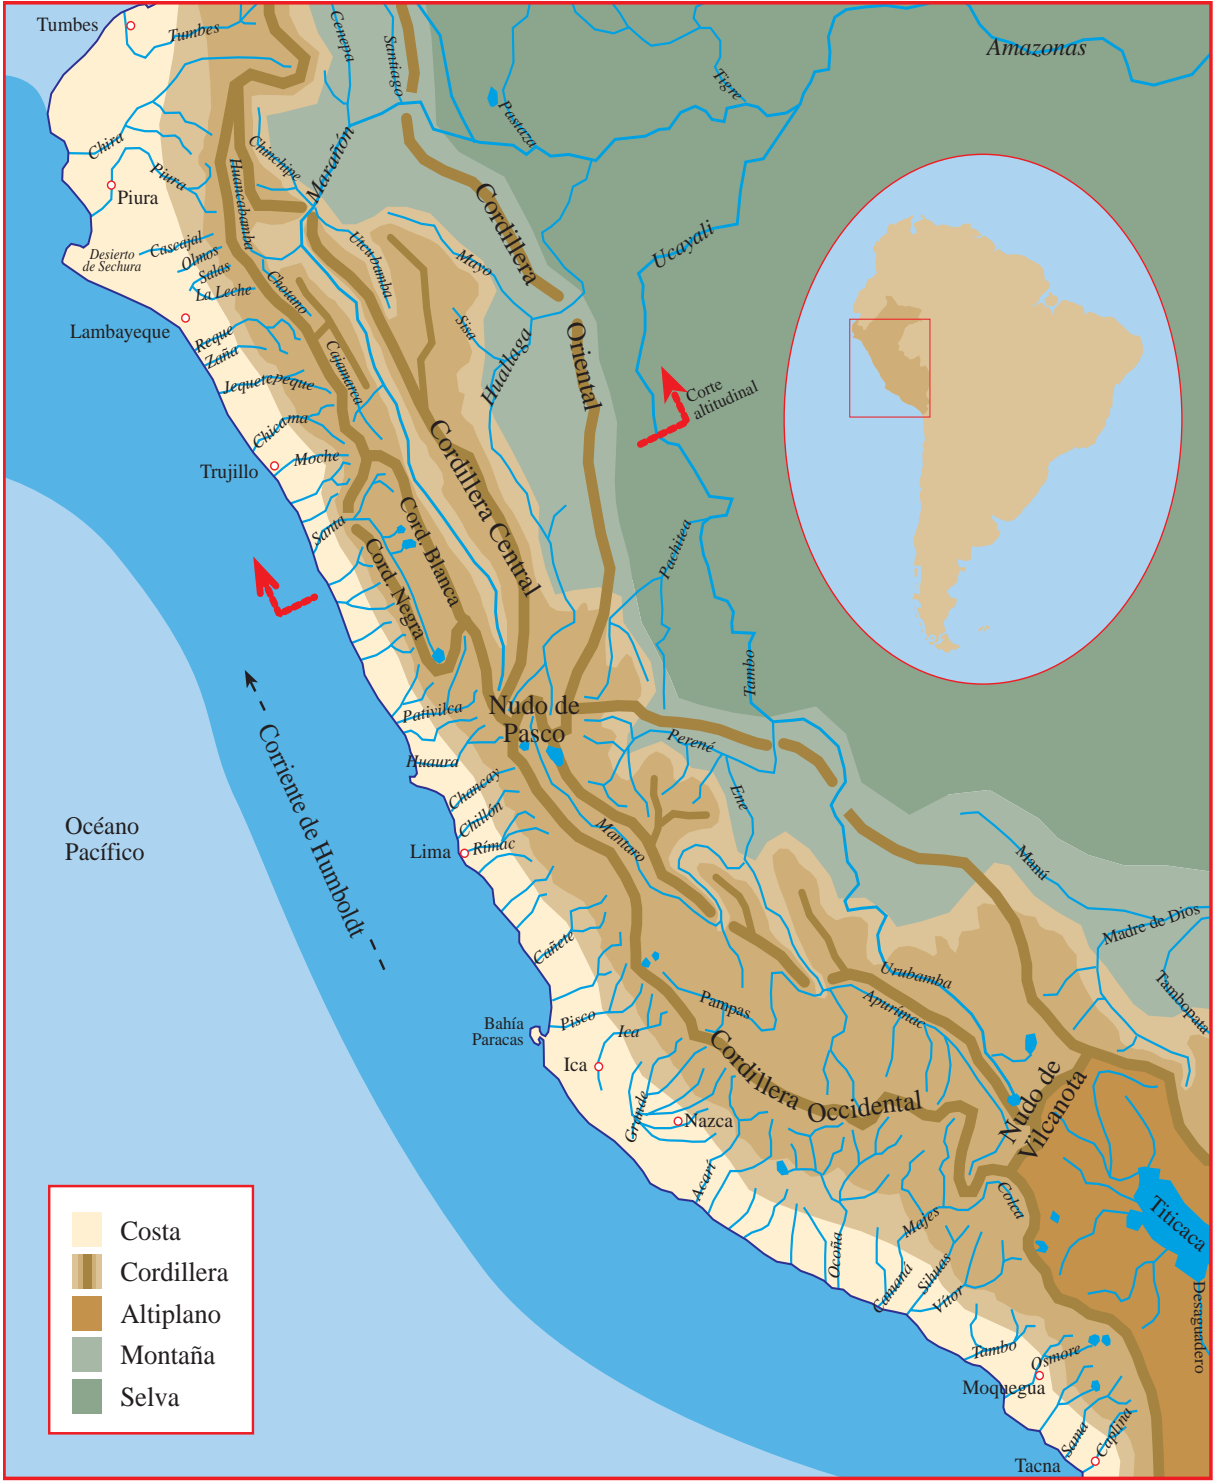 Tumbes
Tumbes
Cenepa
Santiago
Amazonas
Tigre
Pastaza
Chira
Piura
Piura
Huancabamba
Chinchipe
Marañón
Cordillera
Ucayali
Desierto
de Sechura
Cascajal
Olmos
Salas
La Leche
Chotano
Utcubamba
Mayo
Sisa
Huallaga
Oriental
Corte
altitudinal
Lambayeque
Reque
Zaña
Jequetepeque
Cajamarca
Chicama
Moche
Trujillo
Santa
Cordillera Central
Cord. Blanca
Cord. Negra
Pachitea
Tanquo
Nudo de
Pasco
Pativilca
Huaura
Chancay
Chillón
Rímac
Lima
Perené
Ene
Mantaro
Corriente de Humboldt
Océano
Pacífico
Manú
Madre de Dios
Tambopata
Cañete
Urubamba
Apurímac
Pampas
Bahía
Paracas
Pisco
Ica
Ica
Cordillera
Occidental
Nudo de
Vilcanota
Grande
Nazca
Acarí
Ocoña
Majes
Colca
Camaná
Sihuas
Vítor
Titicaca
Desaguadero
Tambo
Osmore
Moquegua
Sama
Caplina
Tacna
Costa
Cordillera
Altiplano
Montaña
Selva